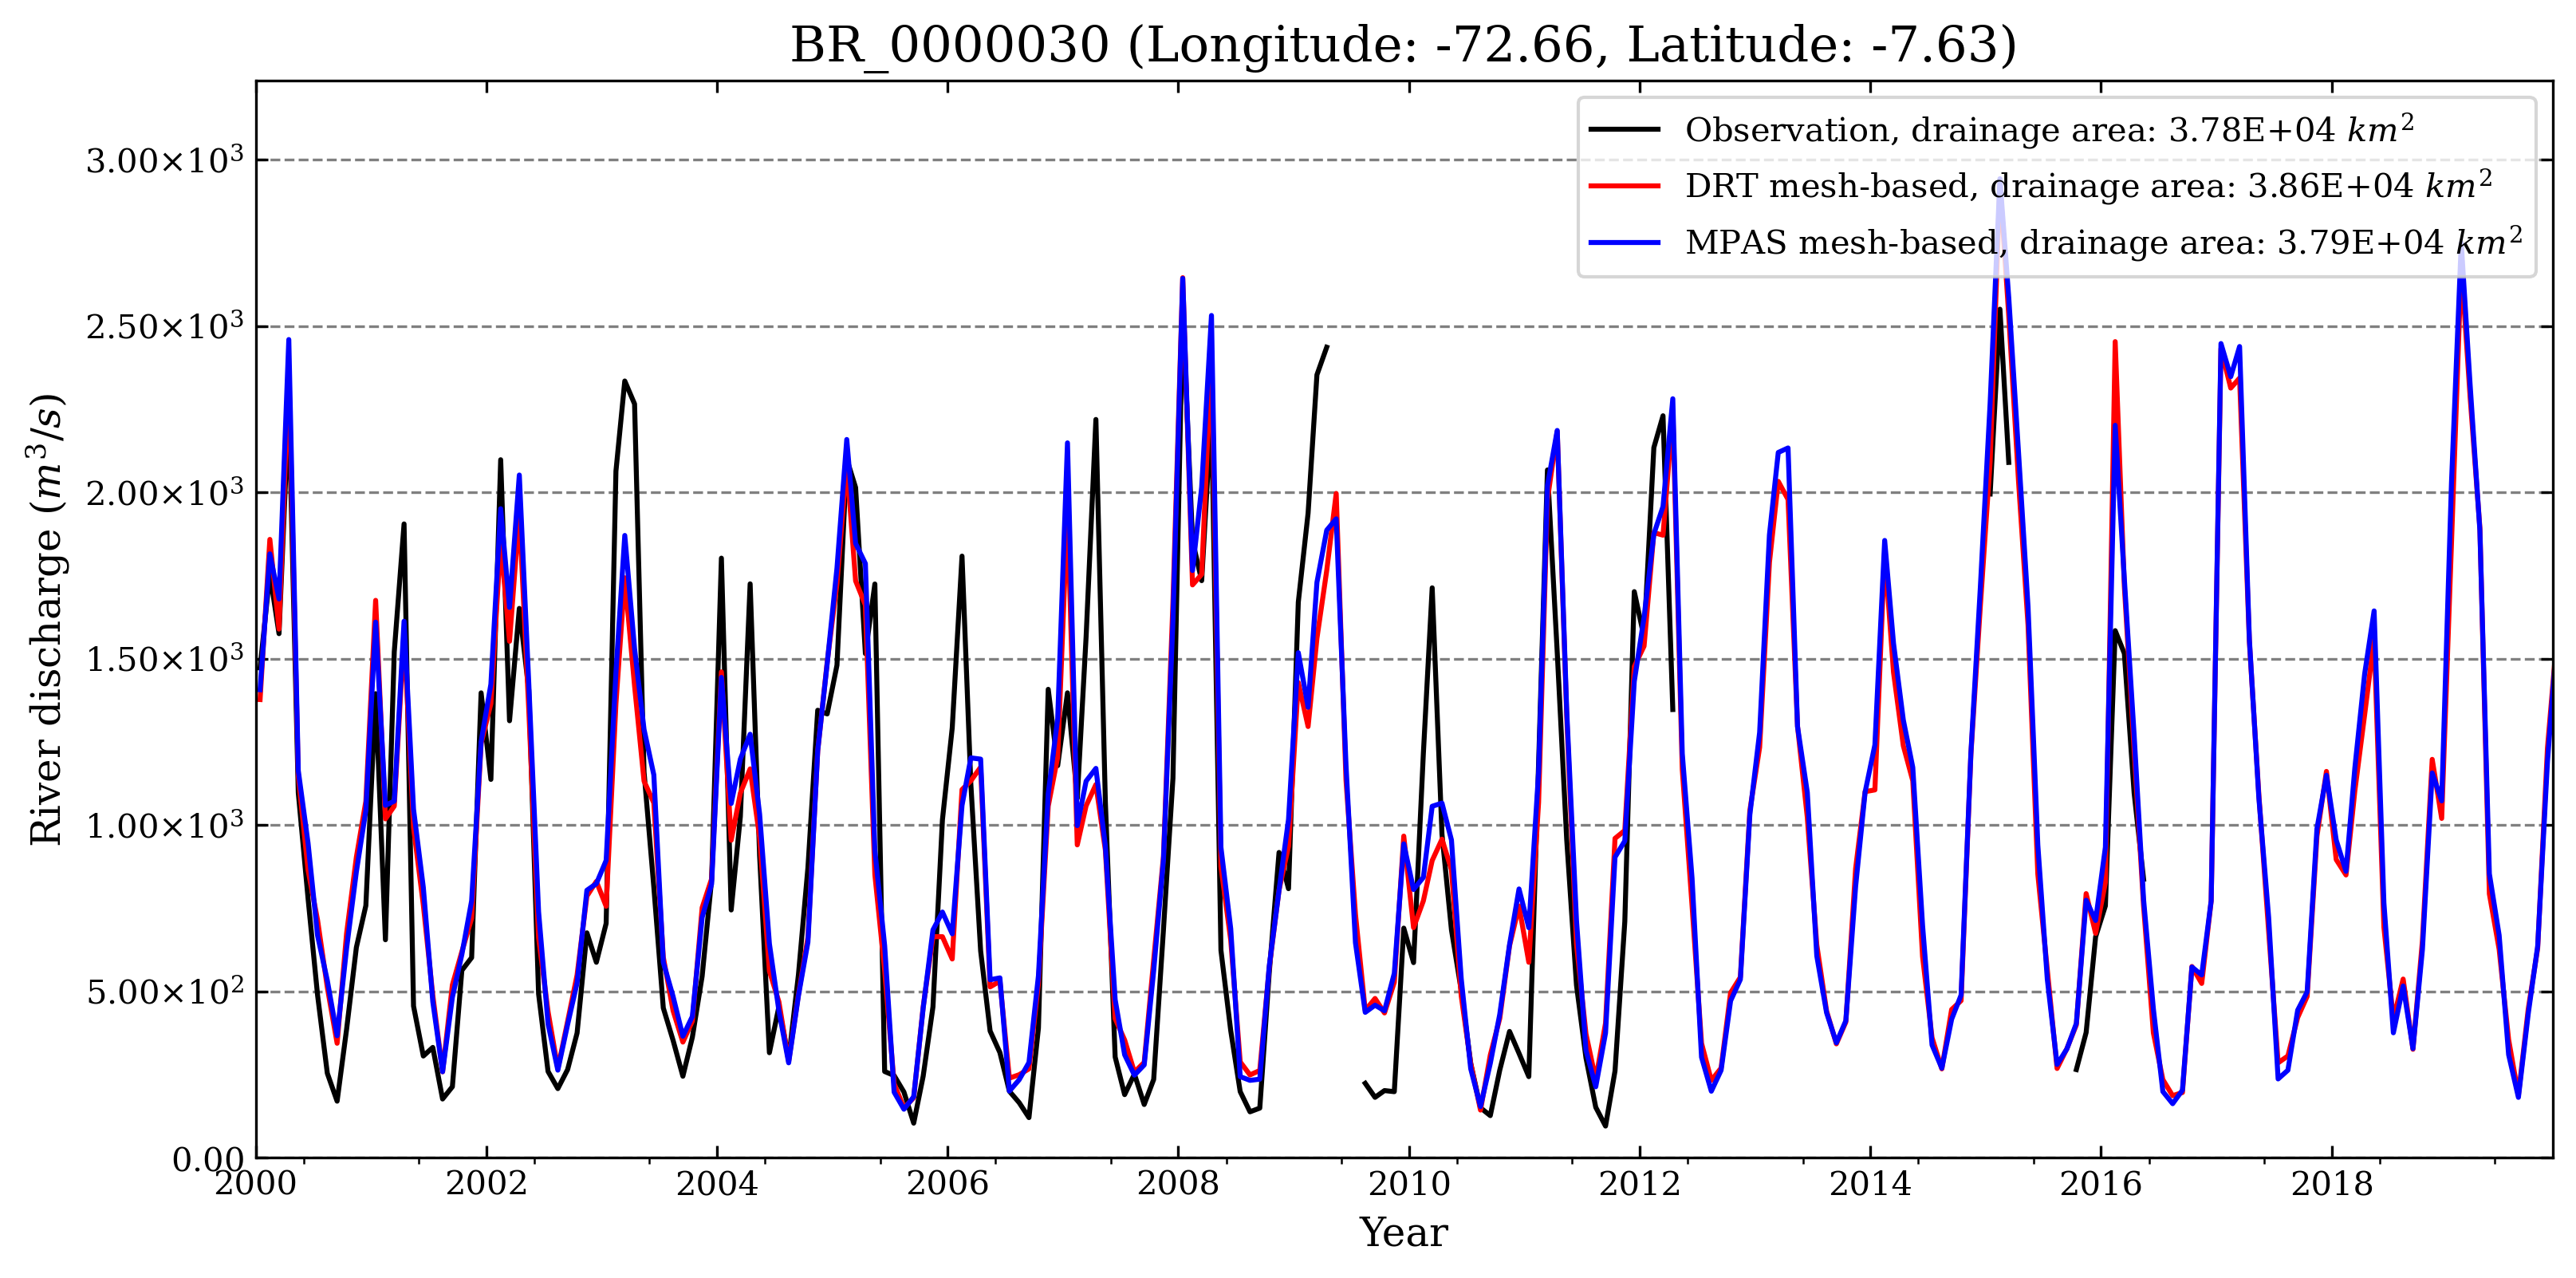 BR_0000030 (Longitude: -72.66, Latitude: -7.63)
Observation, drainage area: 3.78E+04 km²
DRT mesh-based, drainage area: 3.86E+04 km²
MPAS mesh-based, drainage area: 3.79E+04 km²
River discharge (m³/s)
3.00×10³
2.50×10³
2.00×10³
1.50×10³
1.00×10³
5.00×10²
0.00
2000 2002 2004 2006 2008 2010 2012 2014 2016 2018
Year